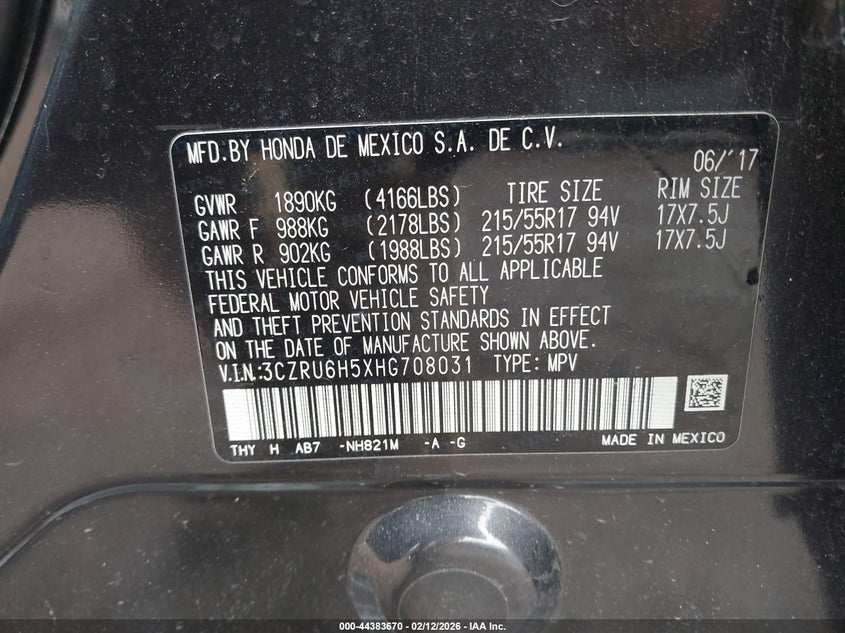 MFD.BY HONDA DE MEXICO S.A. DE C.V.
06/'17
GVWR 1890KG (4166LBS) TIRE SIZE RIM SIZE
GAWR F 988KG (2178LBS) 215/55R17 94V 17X7.5J
GAWR R 902KG (1988LBS) 215/55R17 94V 17X7.5J
THIS VEHICLE CONFORMS TO ALL APPLICABLE
FEDERAL MOTOR VEHICLE SAFETY
AND THEFT PREVENTION STANDARDS IN EFFECT
ON THE DATE OF MANUFACTURE SHOWN ABOVE.
V.I.N.:3CZRU6H5XHG708031 TYPE: MPV
THY H AB7 -NH821M -A -G MADE IN MEXICO
000-44383670 - 02/12/2026 - IAA Inc.